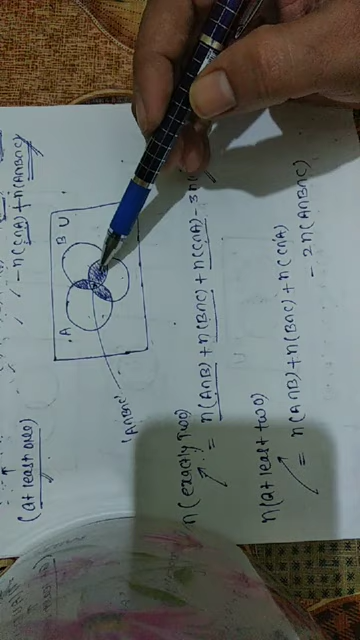 - n(C∩A) + n(A∩B∩C)
(at least one)
B U
A
(A∩B∩C)
n(exactly two)
= n(A∩B) + n(B∩C) + n(C∩A) - 3n
n(at least two)
= n(A∩B) + n(B∩C) + n(C∩A)
- 2n(A∩B∩C)